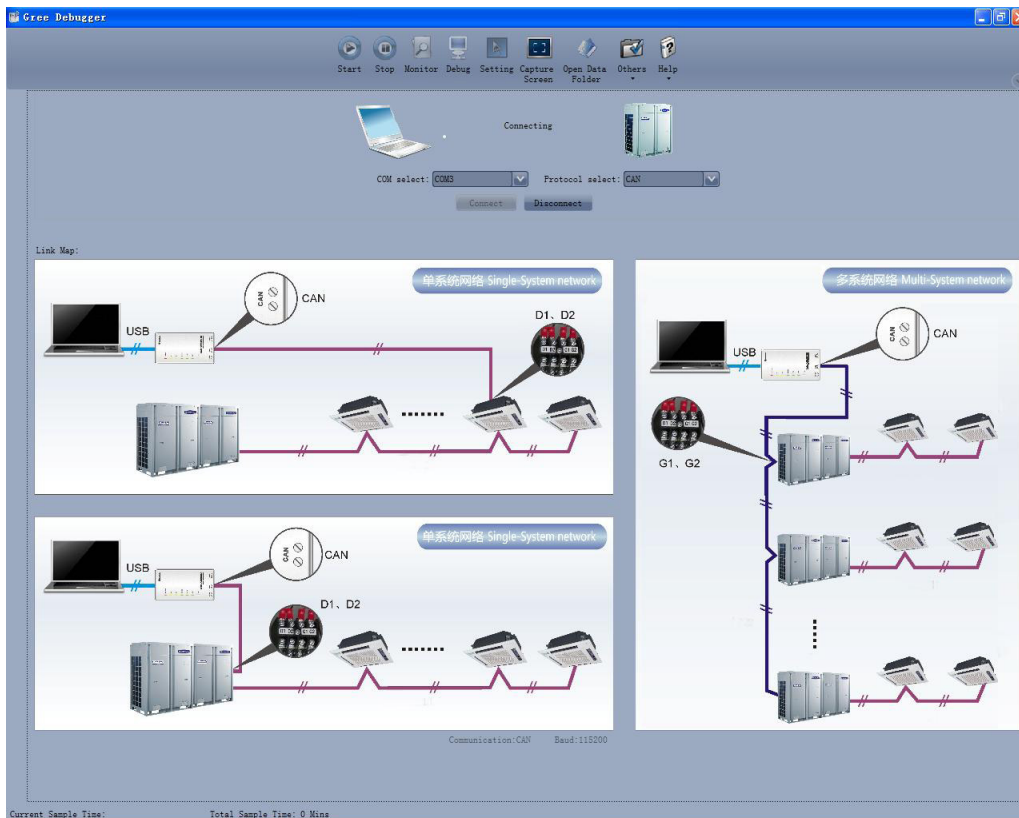 Gree Debugger
Start Stop Monitor Debug Setting Capture Screen Open Data Folder Others Help
Connecting
COM select: COM3 Protocol select: CAN
Connect Disconnect
Link Map:
单系统网络 Single-System network
CAN
CAN
USB
D1、D2
单系统网络 Single-System network
CAN
CAN
USB
D1、D2
多系统网络 Multi-System network
CAN
CAN
USB
G1、G2
Communication:CAN Baud:115200
Current Sample Time: Total Sample Time: 0 Mins